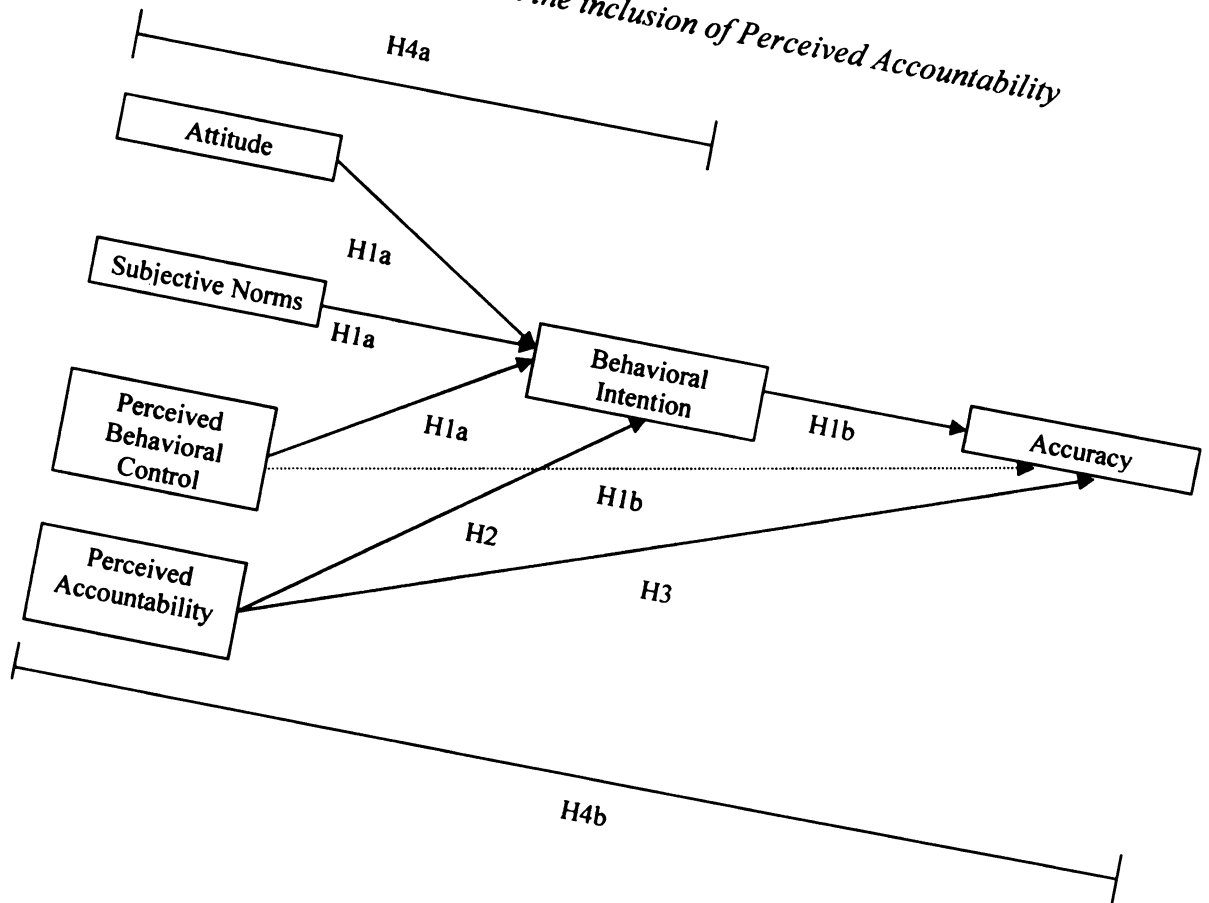 the inclusion of Perceived Accountability
H4a
Attitude
H1a
Subjective Norms
H1a
Behavioral
Intention
Perceived
Behavioral
Control
H1a
H1b
Accuracy
H1b
Perceived
Accountability
H2
H3
H4b